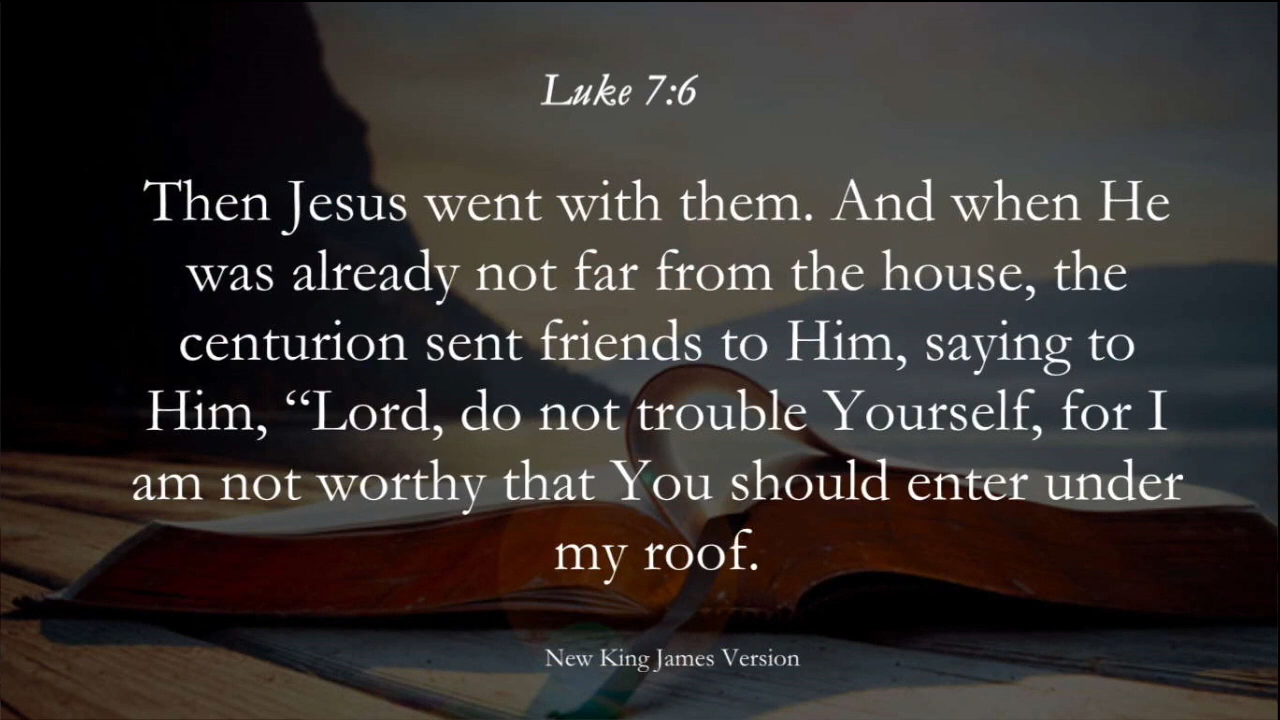 Luke 7:6
Then Jesus went with them. And when He
was already not far from the house, the
centurion sent friends to Him, saying to
Him, “Lord, do not trouble Yourself, for I
am not worthy that You should enter under
my roof.
New King James Version